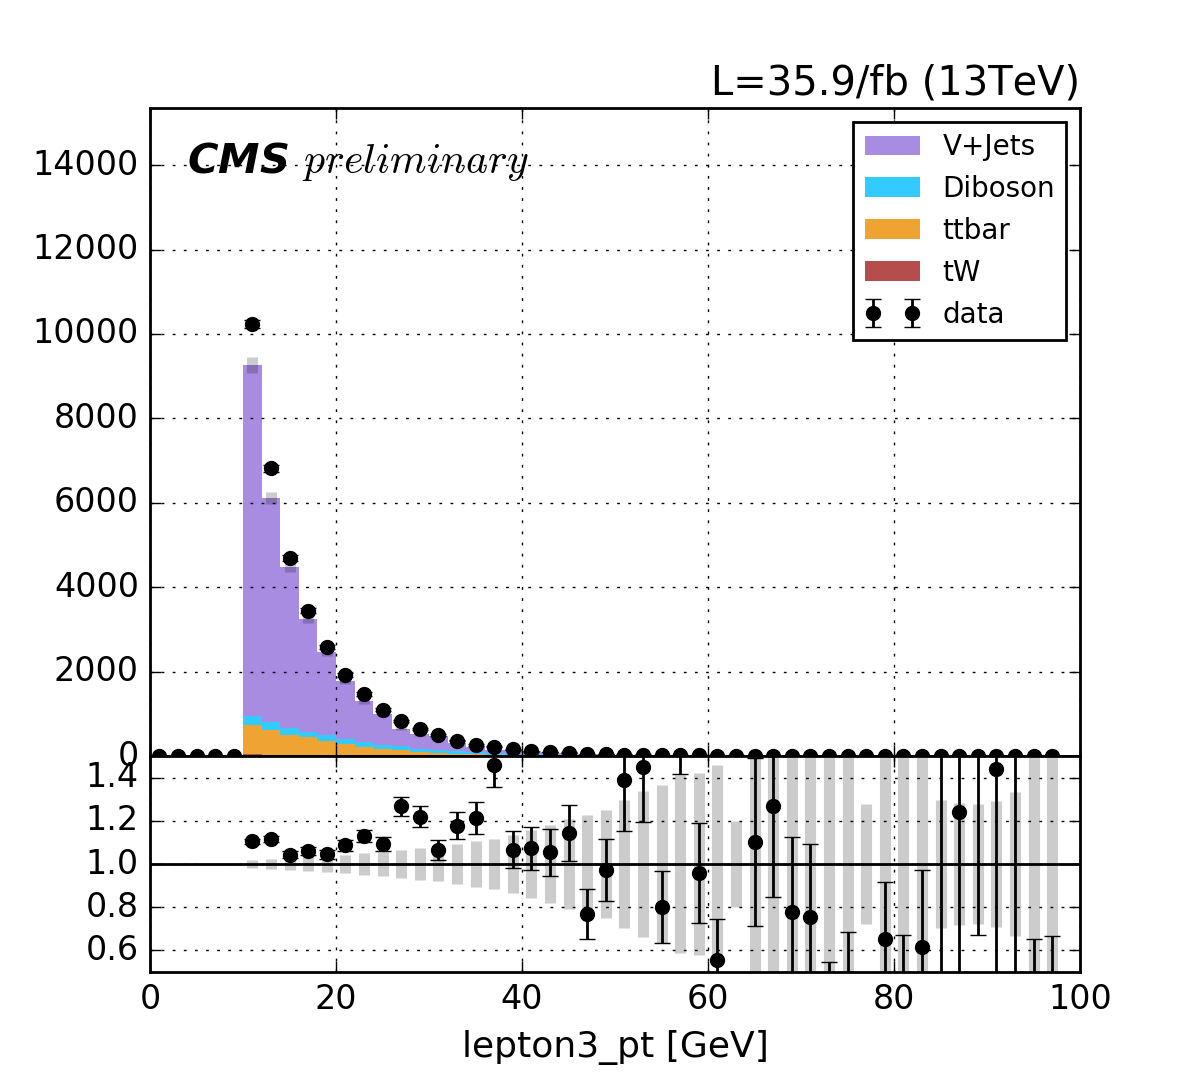 L=35.9/fb (13TeV)
CMS preliminary
V+Jets
Diboson
ttbar
tW
data
14000
12000
10000
8000
6000
4000
2000
0
1.4
1.2
1.0
0.8
0.6
0 20 40 60 80 100
lepton3_pt [GeV]